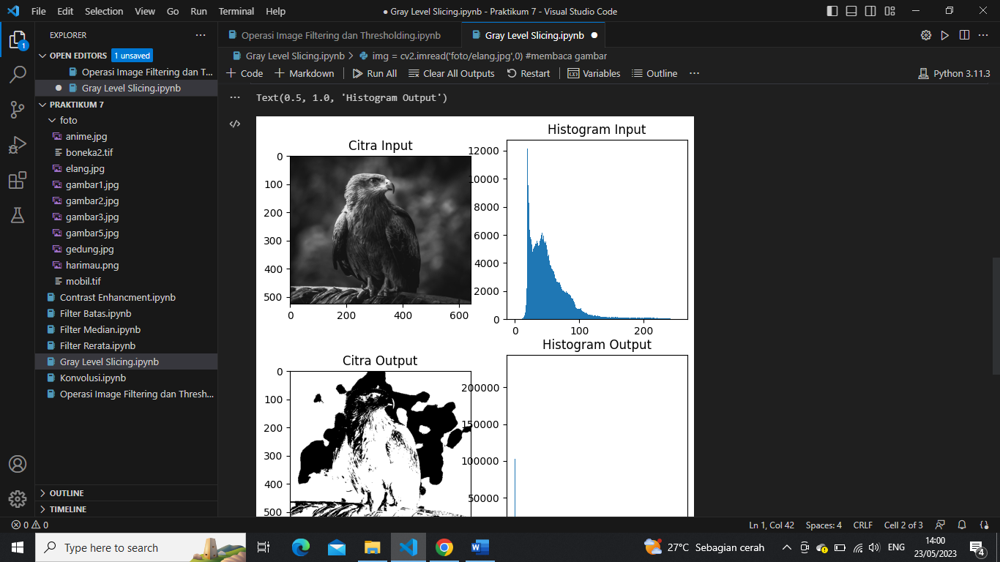 File Edit Selection View Go Run Terminal Help
● Gray Level Slicing.ipynb - Praktikum 7 - Visual Studio Code
EXPLORER
OPEN EDITORS 1 unsaved
Operasi Image Filtering dan T...
Gray Level Slicing.ipynb
PRAKTIKUM 7
foto
anime.jpg
boneka2.tif
elang.jpg
gambar1.jpg
gambar2.jpg
gambar3.jpg
gambar5.jpg
gedung.jpg
harimau.png
mobil.tif
Contrast Enhancment.ipynb
Filter Batas.ipynb
Filter Median.ipynb
Filter Rerata.ipynb
Gray Level Slicing.ipynb
Konvolusi.ipynb
Operasi Image Filtering dan Thresh...
OUTLINE
TIMELINE
1
Operasi Image Filtering dan Thresholding.ipynb
Gray Level Slicing.ipynb
Gray Level Slicing.ipynb > img = cv2.imread('foto/elang.jpg',0) #membaca gambar
+ Code + Markdown Run All Clear All Outputs Restart Variables Outline ... Python 3.11.3
Text(0.5, 1.0, 'Histogram Output')
Citra Input
0
100
200
300
400
500
0 200 400 600
Histogram Input
12000
10000
8000
6000
4000
2000
0
0 100 200
Citra Output
0
100
200
300
400
500
Histogram Output
200000
150000
100000
50000
0 0
Ln 1, Col 42 Spaces: 4 CRLF Cell 2 of 3
Type here to search
27°C Sebagian cerah
ENG
14:00
23/05/2023
4